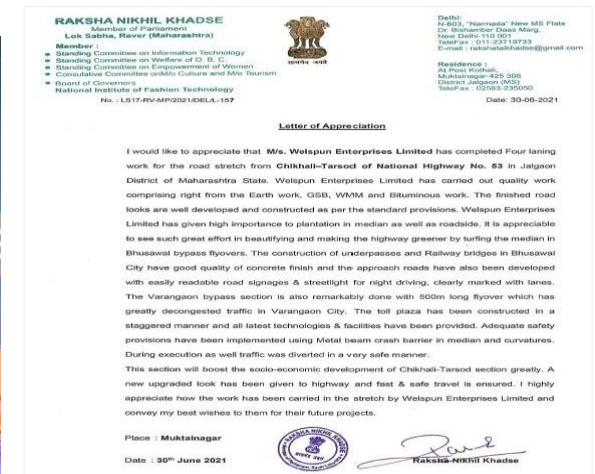 RAKSHA NIKHIL KHADSE
Member of Parliament
Lok Sabha, Raver (Maharashtra)
Member :
Standing Committee on Information Technology
Standing Committee on Welfare of O. B. C.
Standing Committee on Empowerment of Women
Consulative Committee onM/o Culture and M/o Tourism
Board of Governors
National Institute of Fashion Technology
No. : LS17-RV-MP/2021/DEL/L-157
सत्यमेव जयते
Delhi:
N-603, "Narmada" New MS Flats
Dr. Bishamber Daas Marg,
New Delhi-110 001
TeleFax : 011-23719733
E-mail : rakshataikhadse@gmail.com
Residence :
At Post Kothali,
Muktainagar-425 306
District Jalgaon (MS)
TeleFax : 02583-235050
Date: 30-06-2021
Letter of Appreciation
I would like to appreciate that M/s. Welspun Enterprises Limited has completed Four laning
work for the road stretch from Chikhali–Tarsod of National Highway No. 53 in Jalgaon
District of Maharashtra State. Welspun Enterprises Limited has carried out quality work
comprising right from the Earth work, GSB, WMM and Bituminous work. The finished road
looks are well developed and constructed as per the standard provisions. Welspun Enterprises
Limited has given high importance to plantation in median as well as roadside. It is appreciable
to see such great effort in beautifying and making the highway greener by turfing the median in
Bhusawal bypass flyovers. The construction of underpasses and Railway bridges in Bhusawal
City have good quality of concrete finish and the approach roads have also been developed
with easily readable road signages & streetlight for night driving, clearly marked with lanes.
The Varangaon bypass section is also remarkably done with 500m long flyover which has
greatly decongested traffic in Varangaon City. The toll plaza has been constructed in a
staggered manner and all latest technologies & facilities have been provided. Adequate safety
provisions have been implemented using Metal beam crash barrier in median and curvatures.
During execution as well traffic was diverted in a very safe manner.
This section will boost the socio-economic development of Chikhali-Tarsod section greatly. A
new upgraded look has been given to highway and fast & safe travel is ensured. I highly
appreciate how the work has been carried in the stretch by Welspun Enterprises Limited and
convey my best wishes to them for their future projects.
Place : Muktainagar
Date : 30th June 2021
RAKSHA NIKHIL
Raksha Nikhil Khadse